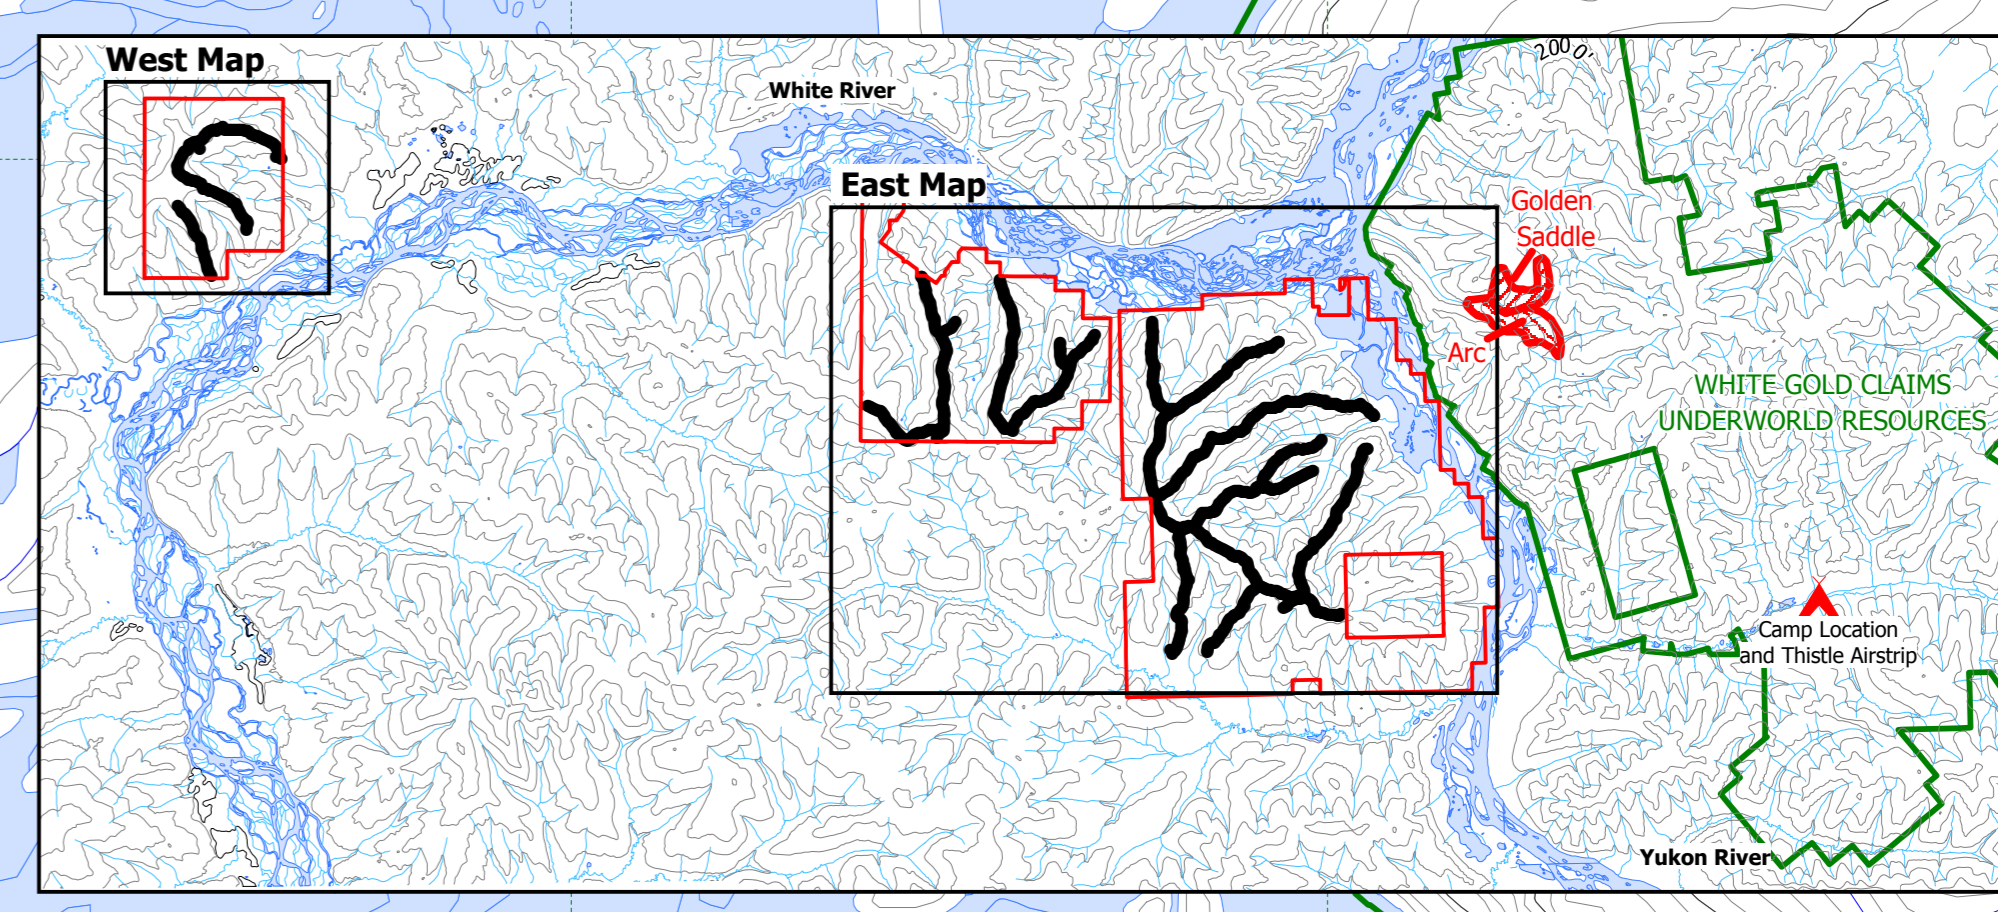 West Map
White River
200 0
East Map
Golden
Saddle
Arc
WHITE GOLD CLAIMS
UNDERWORLD RESOURCES
Camp Location
and Thistle Airstrip
Yukon River